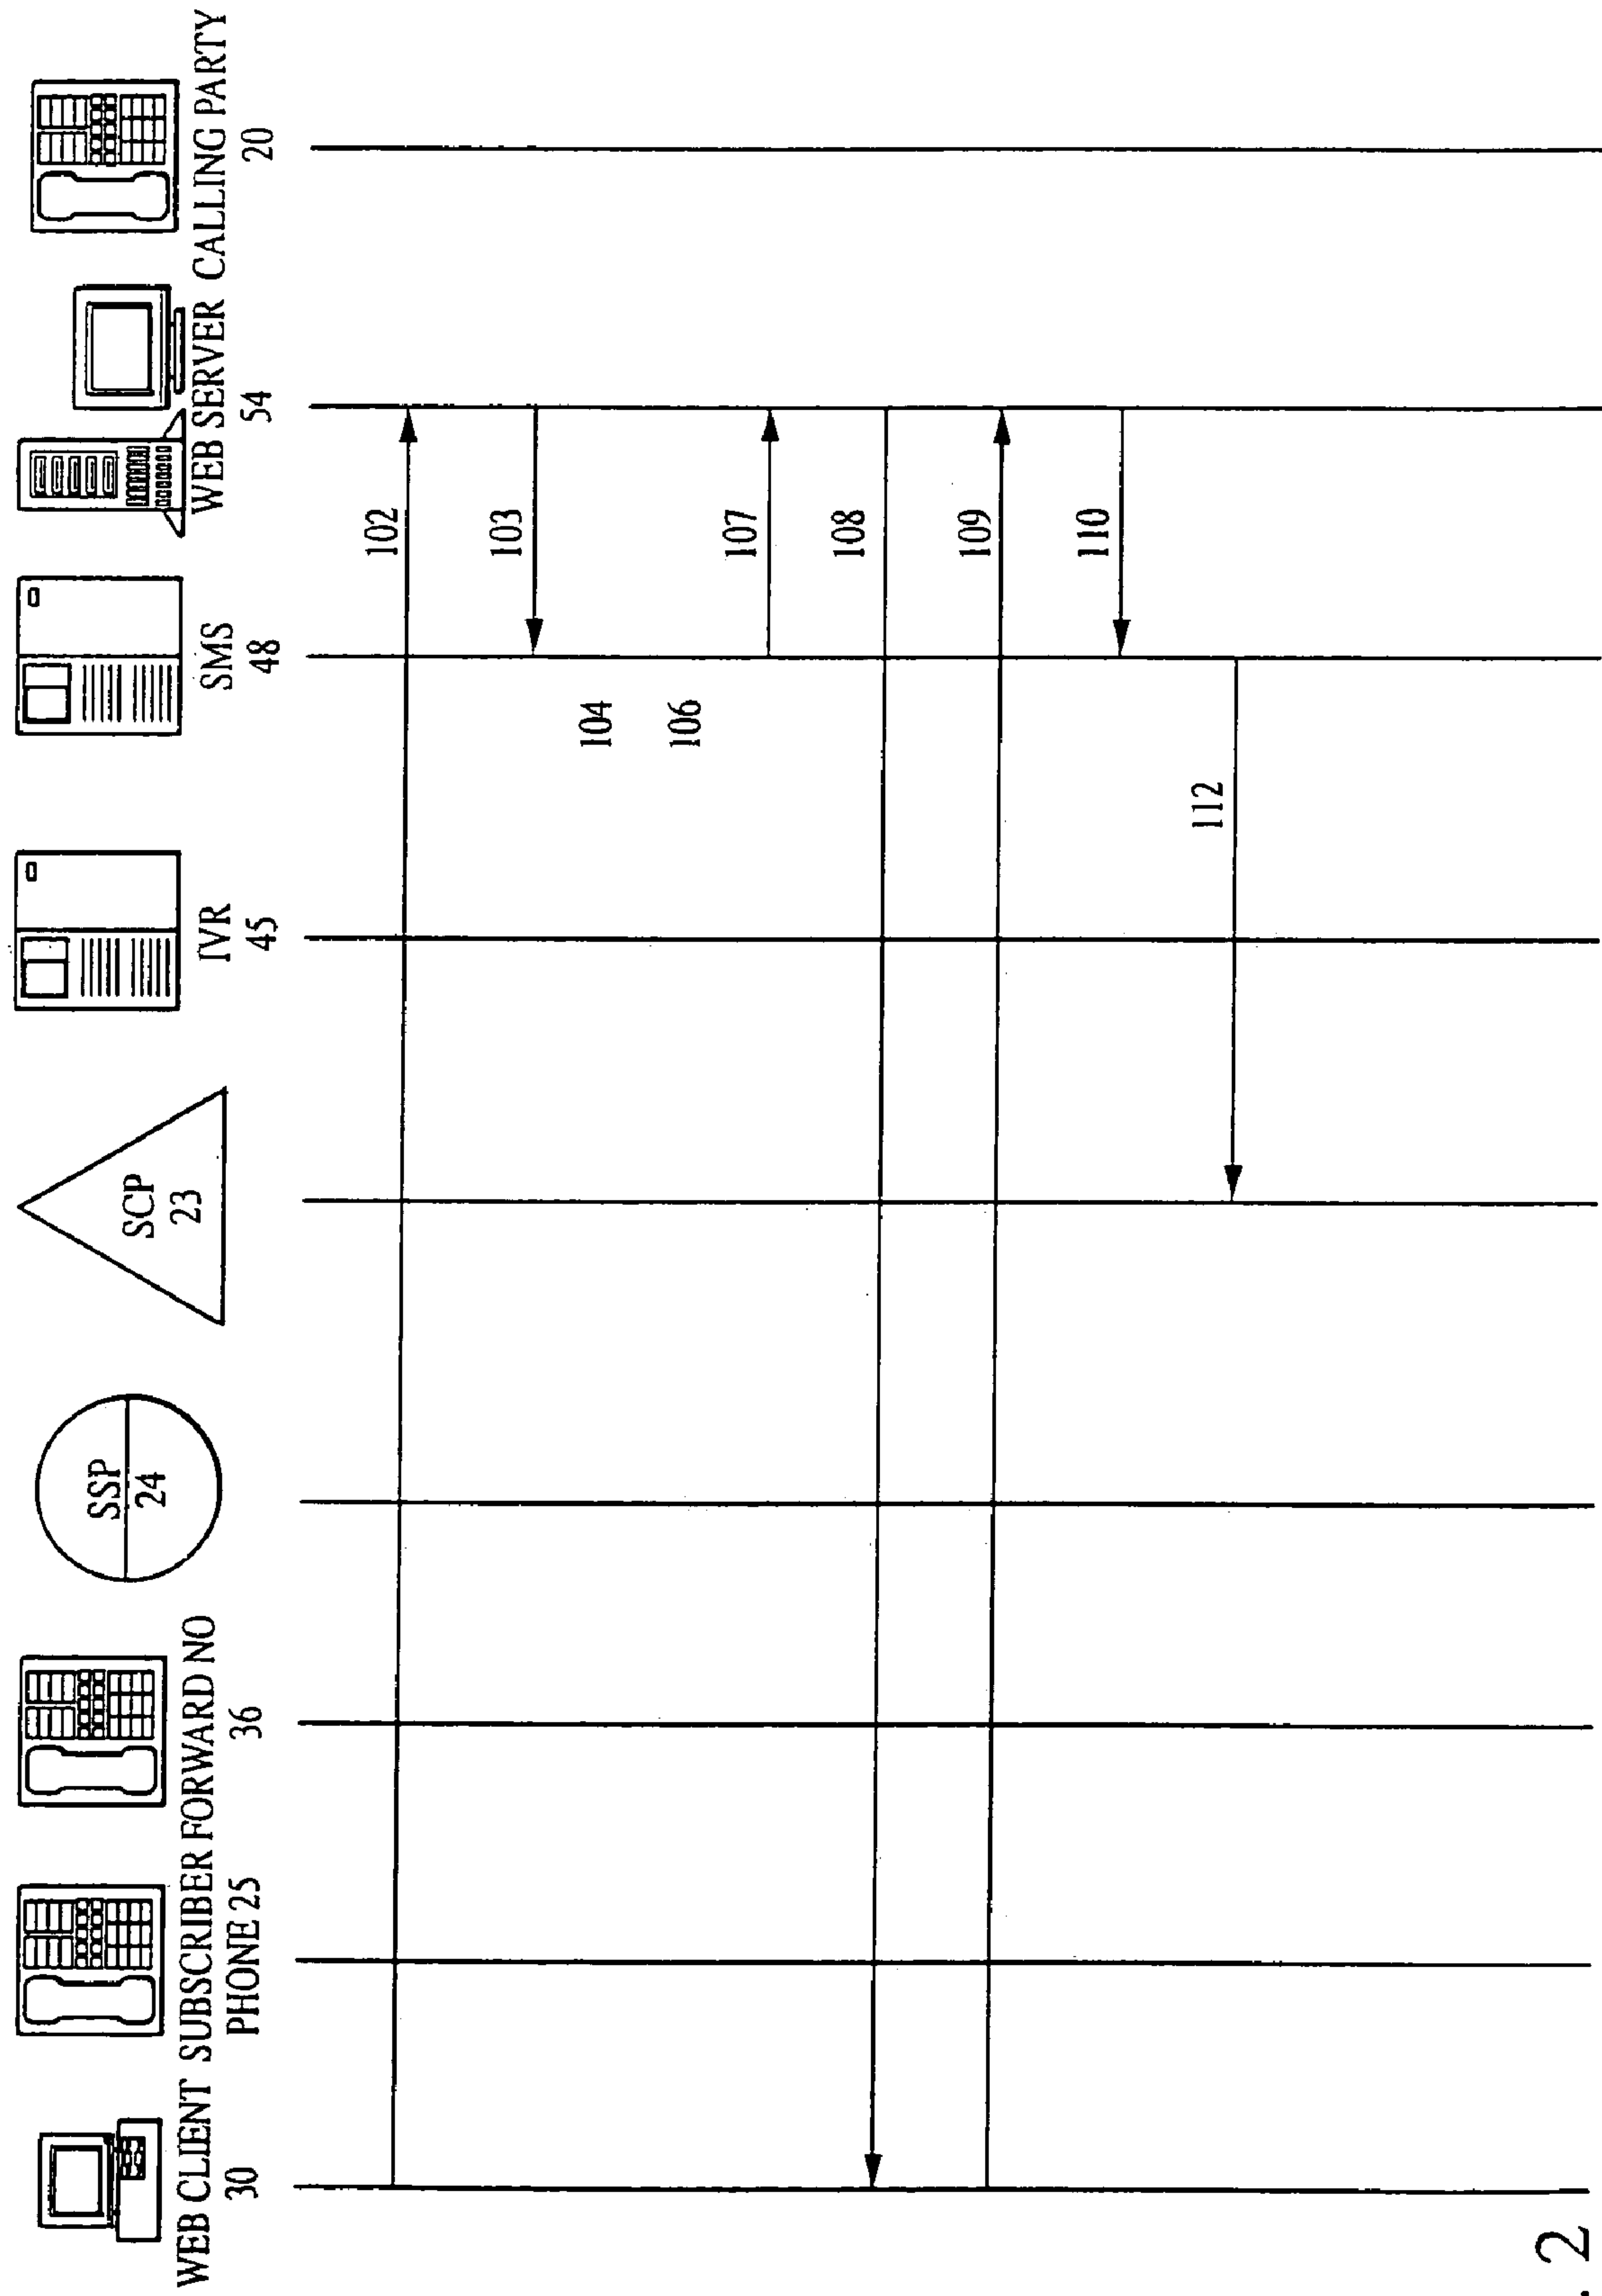 WEB CLIENT
30
SUBSCRIBER
PHONE 25
FORWARD NO
36
SSP
24
SCP
23
IVR
45
SMS
48
WEB SERVER
54
CALLING PARTY
20
102
103
104
106
107
108
109
110
112
. 2